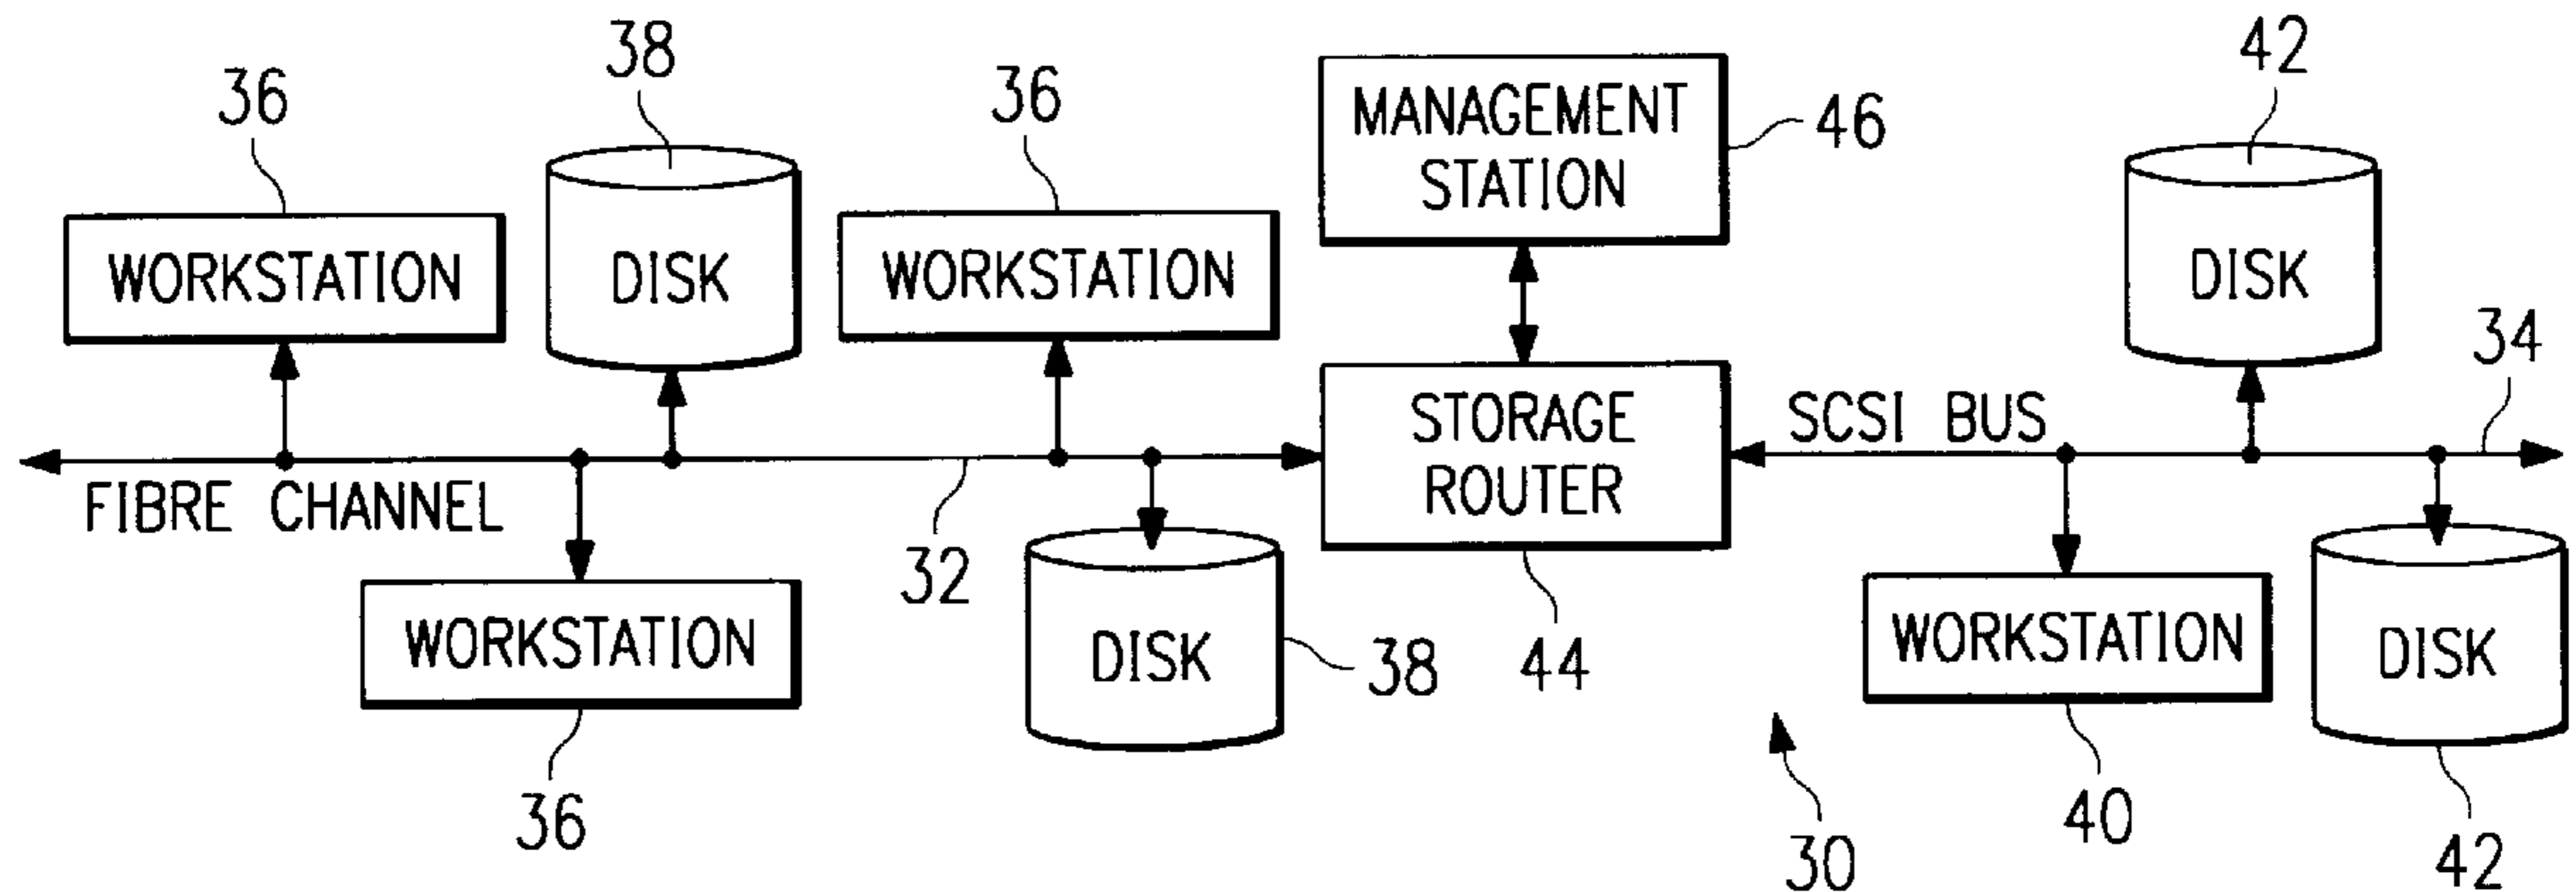 38
42
36
36
MANAGEMENT
STATION
46
WORKSTATION
DISK
WORKSTATION
DISK
34
STORAGE
ROUTER
SCSI BUS
FIBRE CHANNEL
32
WORKSTATION
DISK
38
44
WORKSTATION
DISK
36
30
40
42